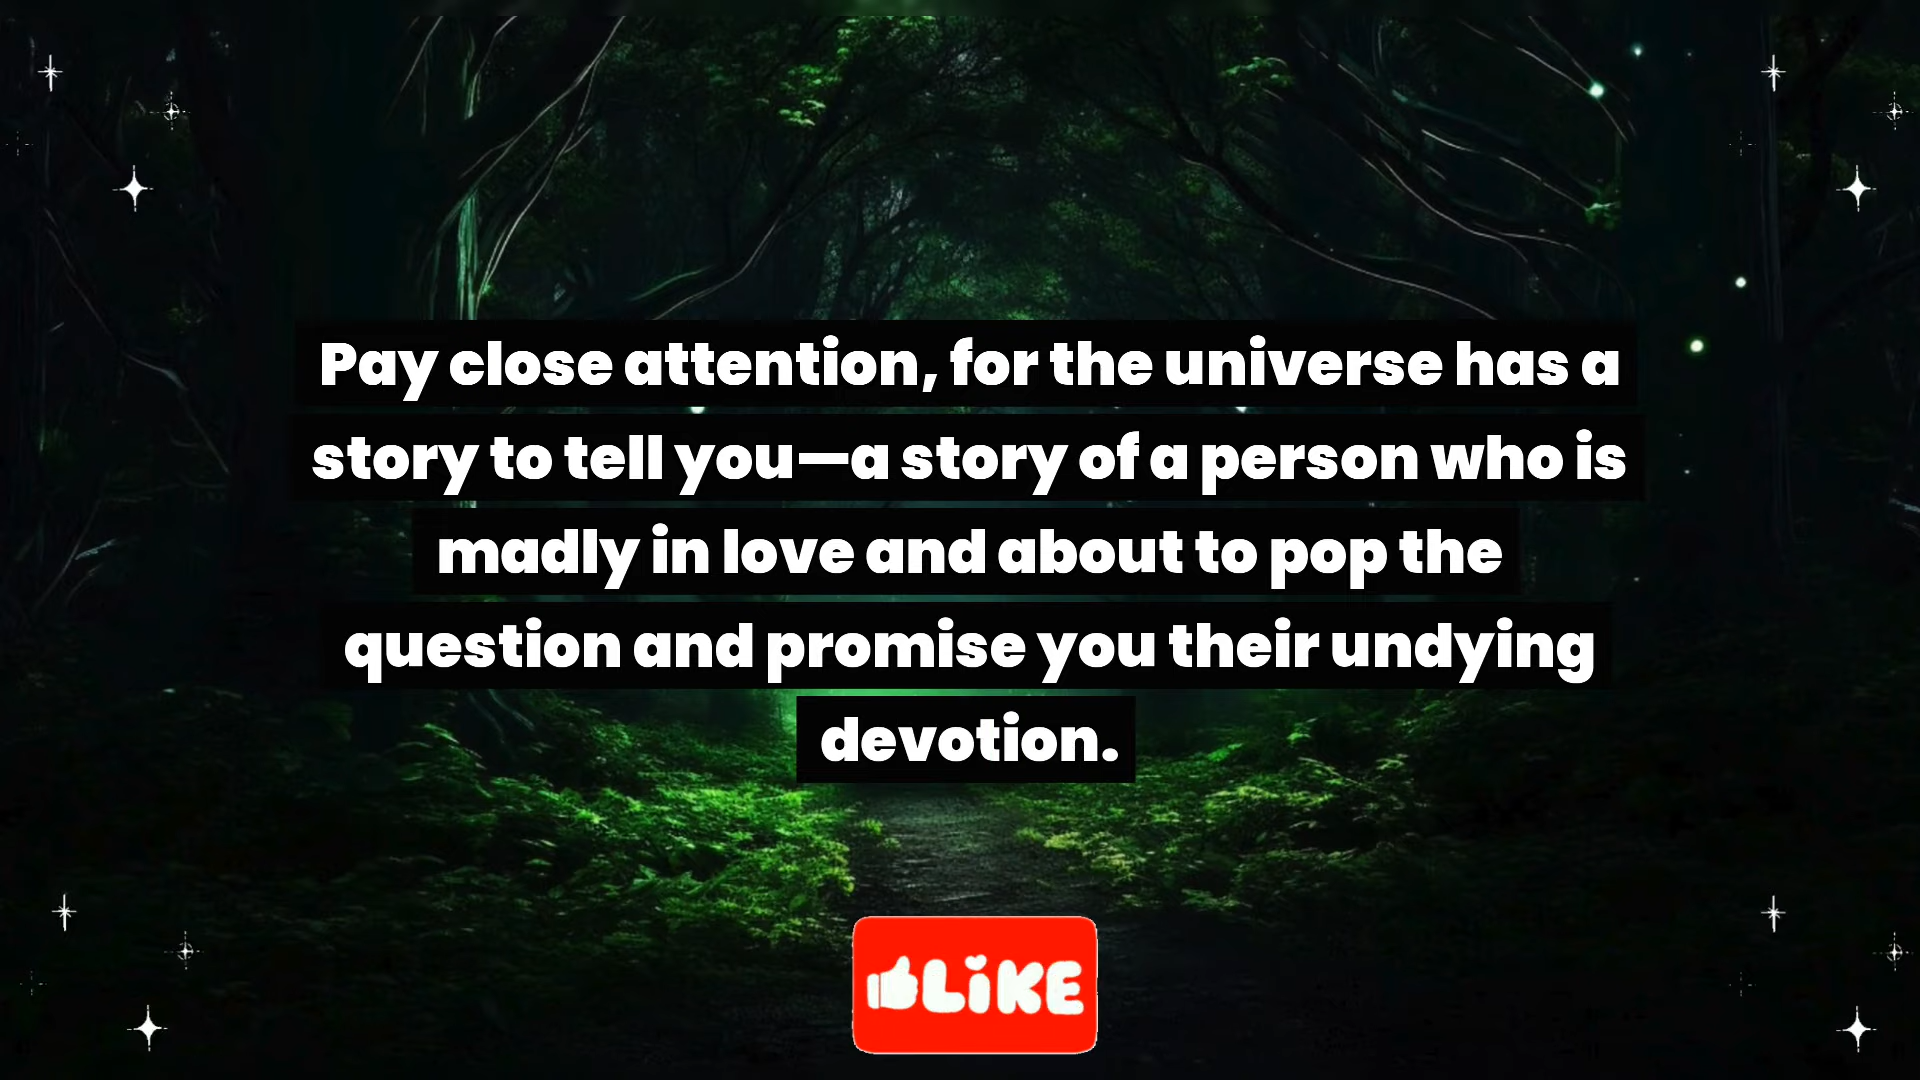 Pay close attention, for the universe has a
story to tell you—a story of a person who is
madly in love and about to pop the
question and promise you their undying
devotion.
LiKE